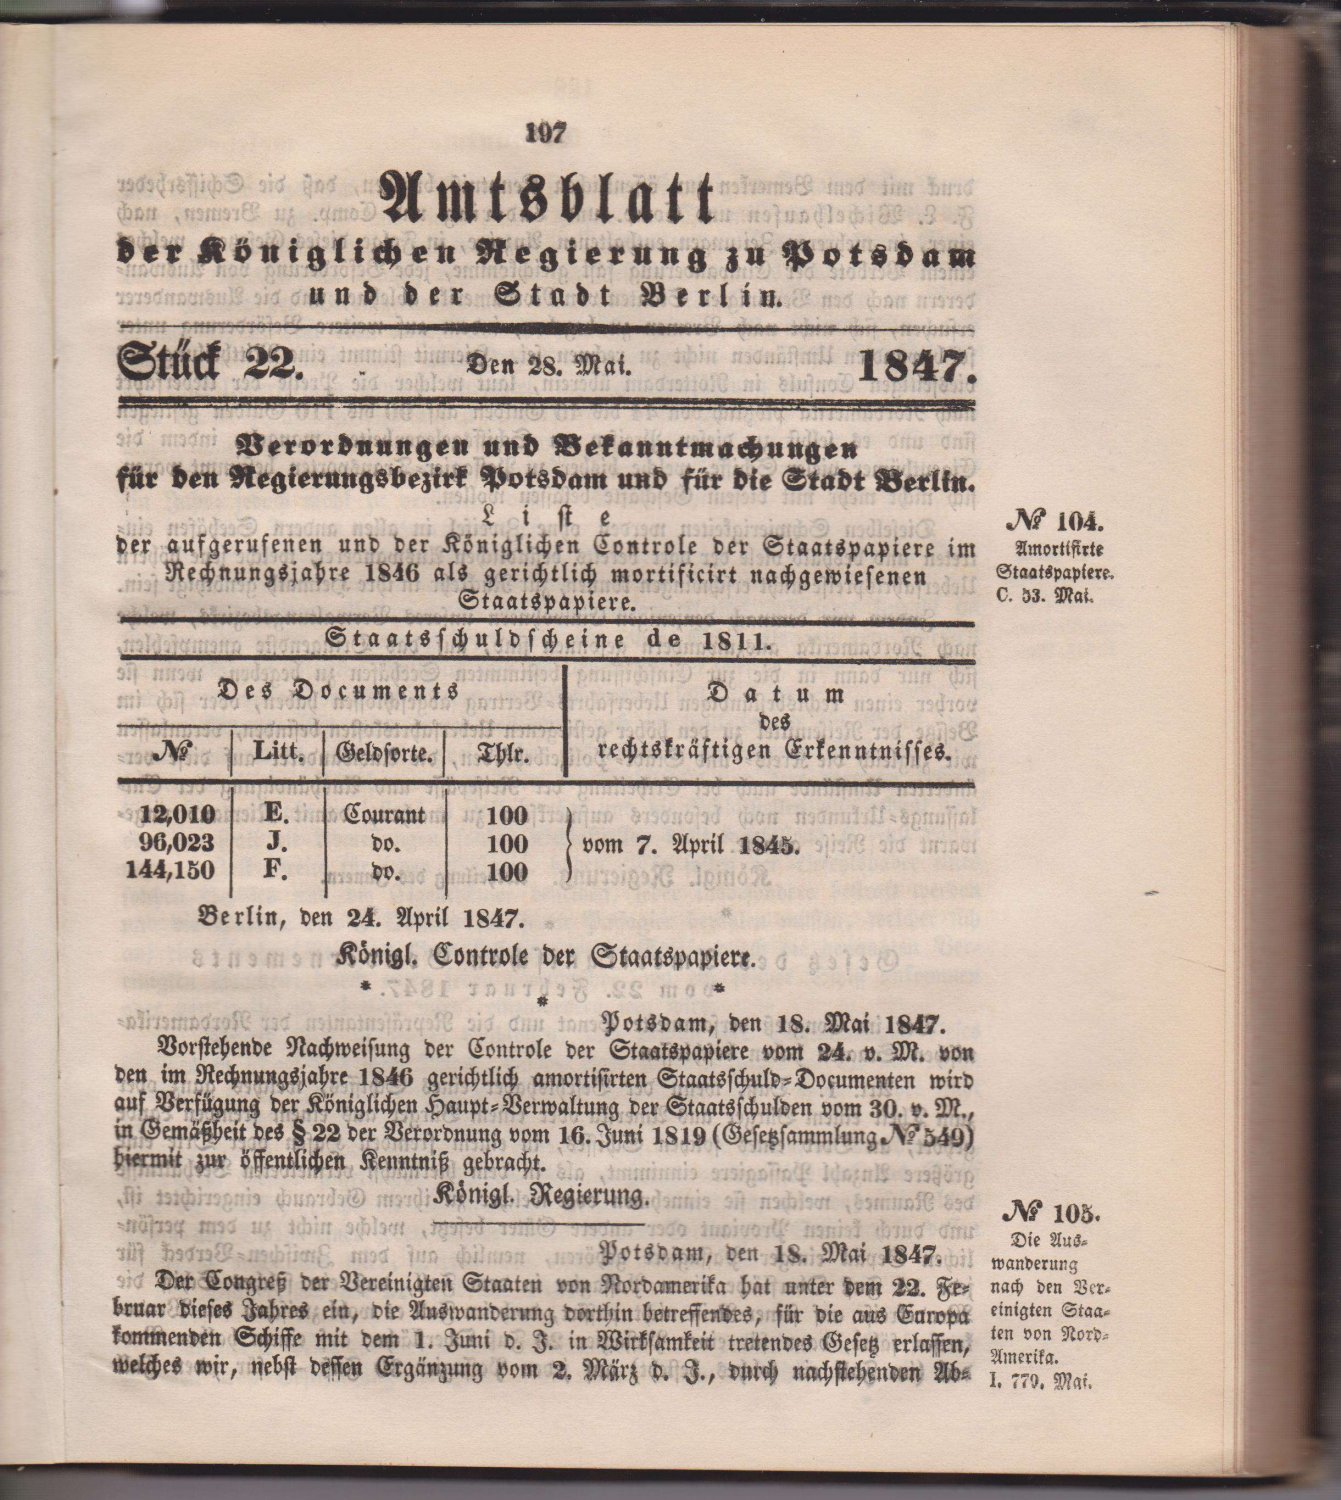 197
Amtsblatt
der Königlichen Regierung zu Potsdam
und der Stadt Berlin.
Stück 22. Den 28. Mai. 1847.
Verordnungen und Bekanntmachungen
für den Regierungsbezirk Potsdam und für die Stadt Berlin.
Liste
der aufgerufenen und der Königlichen Controle der Staatspapiere im
Rechnungsjahre 1846 als gerichtlich mortificirt nachgewiesenen
Staatspapiere.
№ 104.
Amortisirte
Staatspapiere.
C. 53. Mai.
Staatsschuldscheine de 1811.
Des Documents
Datum
des
rechtskräftigen Erkenntnisses.
№ Litt. Geldsorte. Thlr.
12,010 E. Courant 100
96,023 J. do. 100 vom 7. April 1845.
144,150 F. do. 100
Berlin, den 24. April 1847.
Königl. Controle der Staatspapiere.
* * *
Potsdam, den 18. Mai 1847.
Vorstehende Nachweisung der Controle der Staatspapiere vom 24. v. M. von
den im Rechnungsjahre 1846 gerichtlich amortisirten Staatsschuld-Documenten wird
auf Verfügung der Königlichen Haupt-Verwaltung der Staatsschulden vom 30. v. M.,
in Gemäßheit des § 22 der Verordnung vom 16. Juni 1819 (Gesetzsammlung № 549)
hiermit zur öffentlichen Kenntniß gebracht.
Königl. Regierung.
Potsdam, den 18. Mai 1847.
Der Congreß der Vereinigten Staaten von Nordamerika hat unter dem 22. Fe-
bruar dieses Jahres ein, die Auswanderung dorthin betreffendes, für die aus Europa
kommenden Schiffe mit dem 1. Juni d. J. in Wirksamkeit tretendes Gesetz erlassen,
welches wir, nebst dessen Ergänzung vom 2. März d. J., durch nachstehenden Ab-
№ 105.
Die Aus-
wanderung
nach den Ver-
einigten Staa-
ten von Nord-
Amerika.
I. 779. Mai.